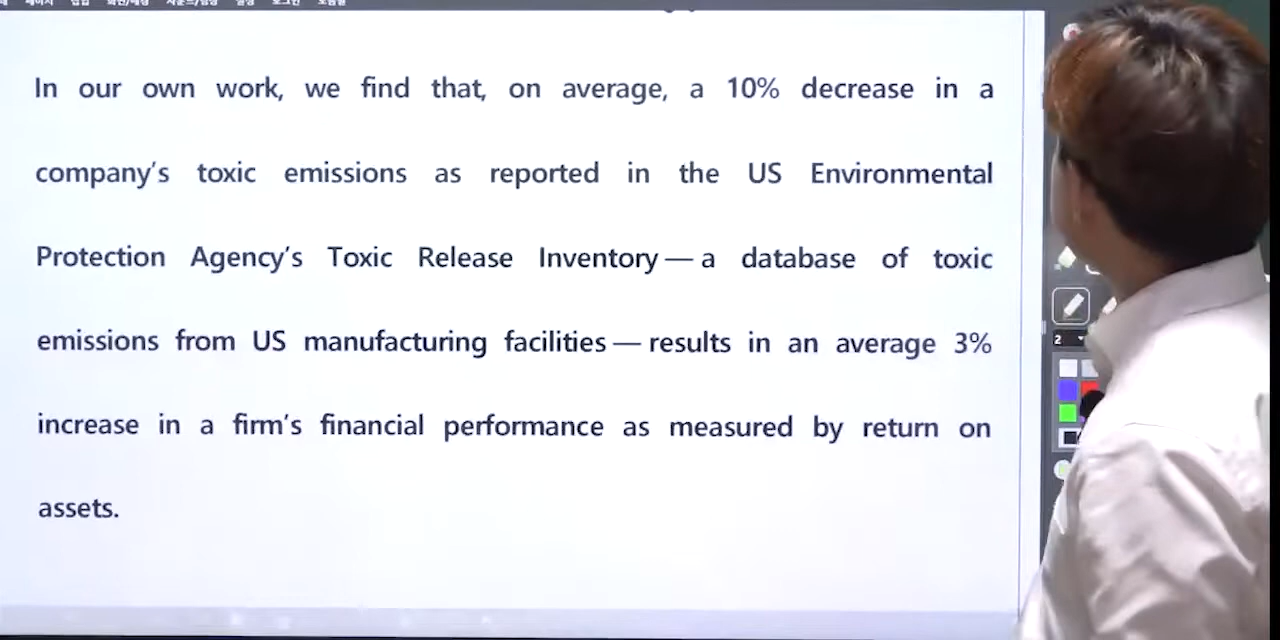 In our own work, we find that, on average, a 10% decrease in a
company's toxic emissions as reported in the US Environmental
Protection Agency's Toxic Release Inventory — a database of toxic
emissions from US manufacturing facilities — results in an average 3%
increase in a firm's financial performance as measured by return on
assets.
2